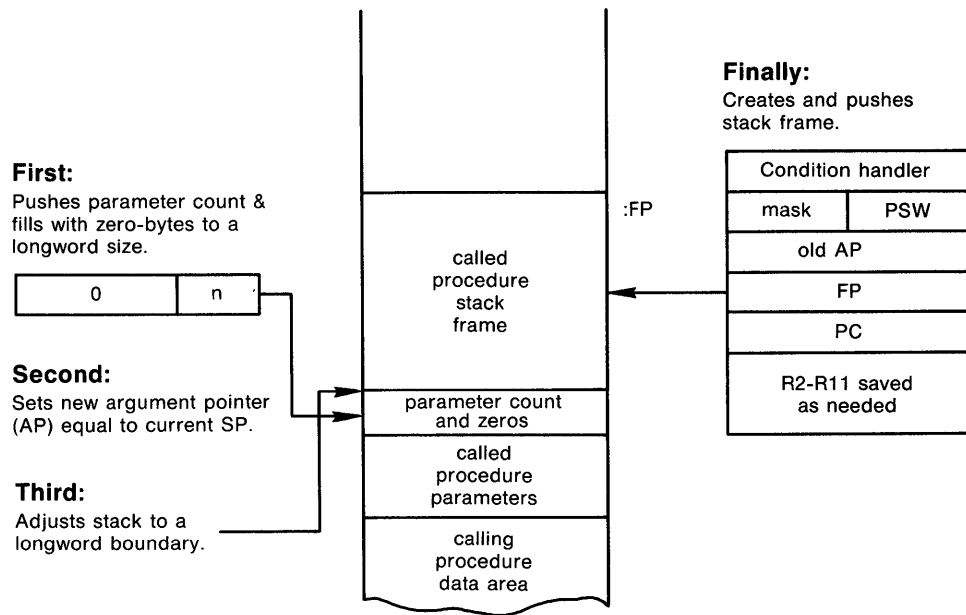 First:
Pushes parameter count &
fills with zero-bytes to a
longword size.
0 n
Second:
Sets new argument pointer
(AP) equal to current SP.
Third:
Adjusts stack to a
longword boundary.
called
procedure
stack
frame
parameter count
and zeros
called
procedure
parameters
calling
procedure
data area
:FP
Finally:
Creates and pushes
stack frame.
Condition handler
mask PSW
old AP
FP
PC
R2-R11 saved
as needed